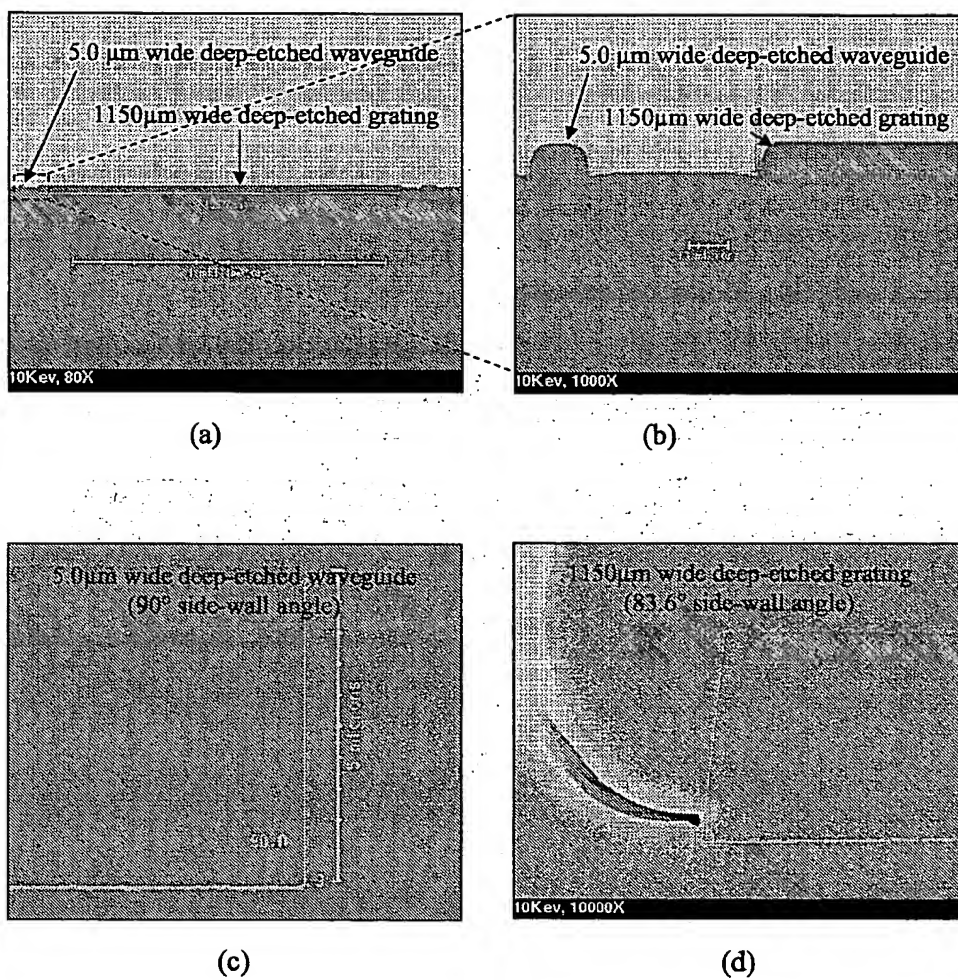 5.0 µm wide deep-etched waveguide
1150µm wide deep-etched grating
10Kev, 80X
(a)
5.0 µm wide deep-etched waveguide
1150µm wide deep-etched grating
10Kev, 1000X
(b)
5.0µm wide deep-etched waveguide
(90° side-wall angle)
5 microns
(c)
1150µm wide deep-etched grating
(83.6° side-wall angle)
10Kev, 10000X
(d)